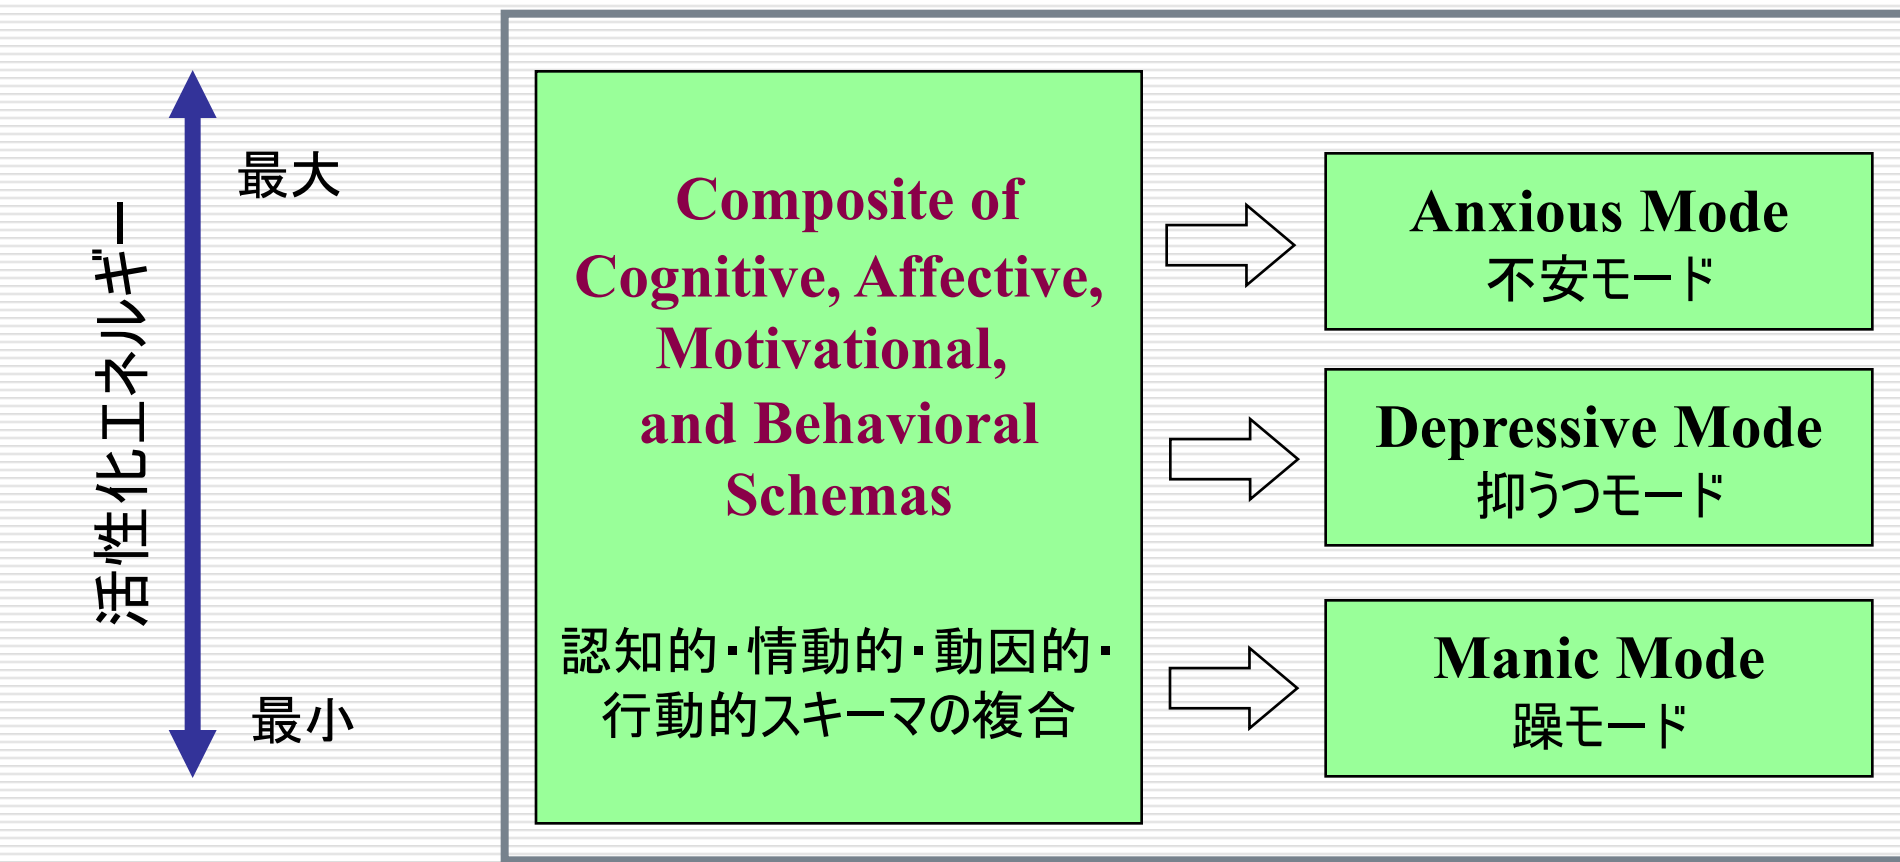 活性化エネルギー
最大
最小
Composite of
Cognitive, Affective,
Motivational,
and Behavioral
Schemas
認知的・情動的・動因的・
行動的スキーマの複合
Anxious Mode
不安モード
Depressive Mode
抑うつモード
Manic Mode
躁モード